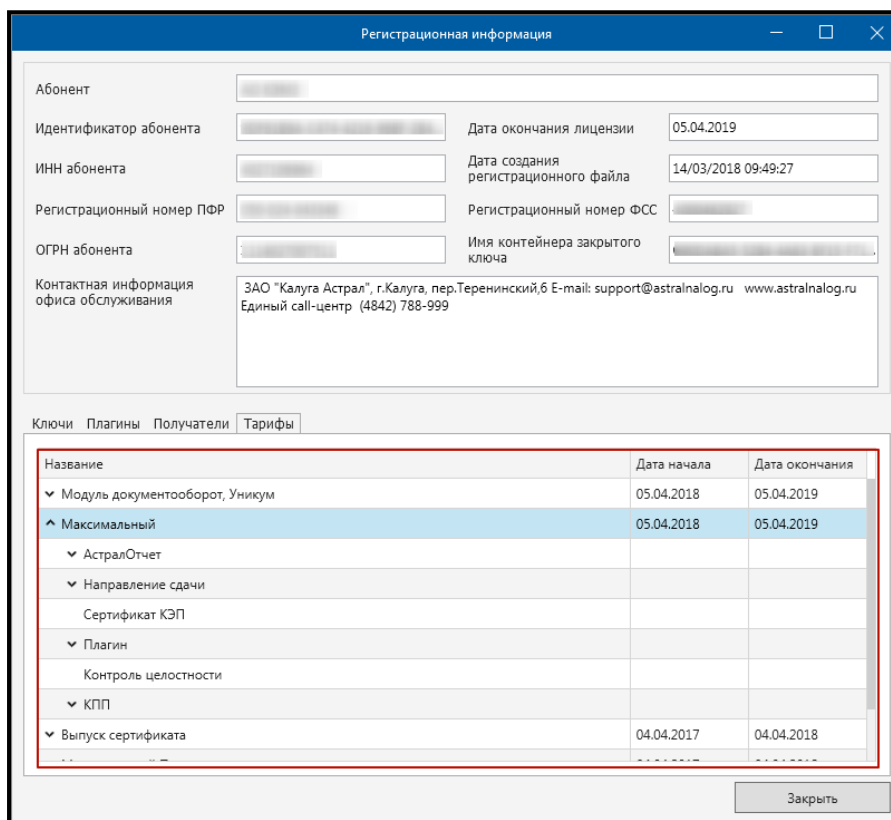 Регистрационная информация
Абонент
Идентификатор абонента
Дата окончания лицензии
05.04.2019
ИНН абонента
Дата создания
регистрационного файла
14/03/2018 09:49:27
Регистрационный номер ПФР
Регистрационный номер ФСС
ОГРН абонента
Имя контейнера закрытого
ключа
Контактная информация
офиса обслуживания
ЗАО "Калуга Астрал", г.Калуга, пер.Теренинский,6 E-mail: support@astralnalog.ru www.astralnalog.ru
Единый call-центр (4842) 788-999
Ключи Плагины Получатели Тарифы
Название Дата начала Дата окончания
Модуль документооборот, Уникум 05.04.2018 05.04.2019
Максимальный 05.04.2018 05.04.2019
АстралОтчет
Направление сдачи
Сертификат КЭП
Плагин
Контроль целостности
КПП
Выпуск сертификата 04.04.2017 04.04.2018
Закрыть